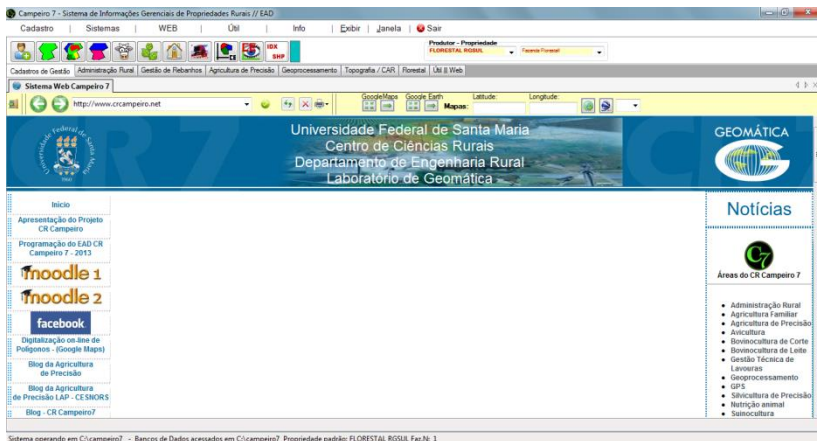 Campeiro 7 - Sistema de Informações Gerenciais de Propriedades Rurais // EAD
Cadastro | Sistemas | WEB | Útil | Info | Exibir | Janela | Sair
IDX
SHP
Produtor - Propriedade
FLORESTAL RGSUL
Fazenda Florestal
Cadastros de Gestão | Administração Rural | Gestão de Rebanhos | Agricultura de Precisão | Geoprocessamento | Topografia / CAR | Florestal | Útil & Web
Sistema Web Campeiro 7
http://www.crcampeiro.net
GoogleMaps Google Earth Latitude: Longitude:
Mapas:
Universidade Federal de Santa Maria
Centro de Ciências Rurais
Departamento de Engenharia Rural
Laboratório de Geomática
GEOMÁTICA
Início
Apresentação do Projeto
CR Campeiro
Programação do EAD CR
Campeiro 7 - 2013
moodle 1
moodle 2
facebook
Digitalização on-line de
Polígonos - (Google Maps)
Blog da Agricultura
de Precisão
Blog da Agricultura
de Precisão LAP - CESNORS
Blog - CR Campeiro7
Notícias
C7
Áreas do CR Campeiro 7
Administração Rural
Agricultura Familiar
Agricultura de Precisão
Avicultura
Bovinocultura de Corte
Bovinocultura de Leite
Gestão Técnica de
Lavouras
Geoprocessamento
GPS
Silvicultura de Precisão
Nutrição animal
Suinocultura
Sistema operando em C:\campeiro7 - Bancos de Dados acessados em C:\campeiro7 Propriedade padrão: FLORESTAL RGSUL Faz.N: 1